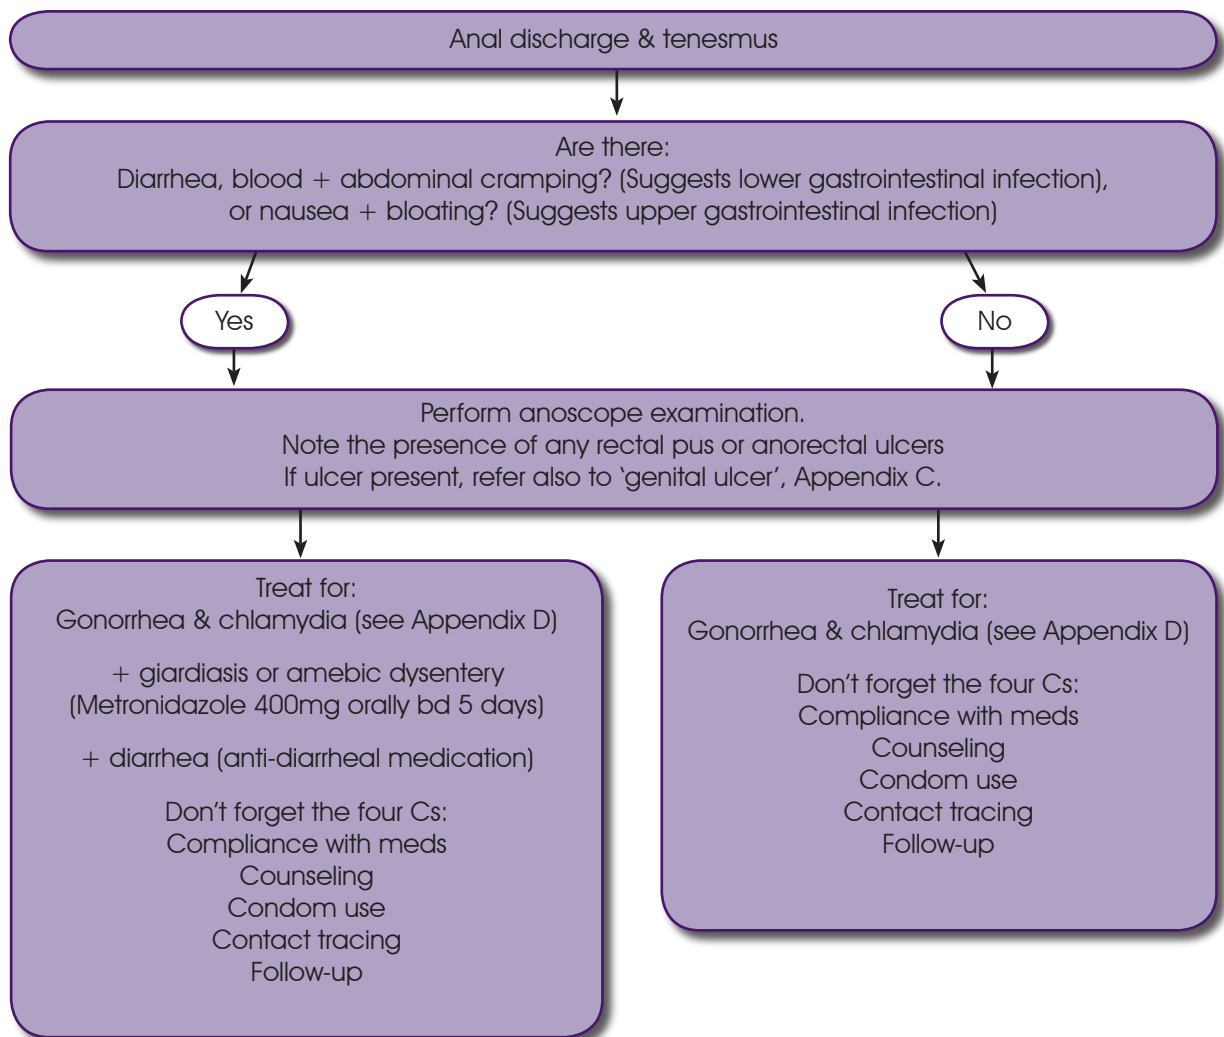 Anal discharge & tenesmus
Are there:
Diarrhea, blood + abdominal cramping? (Suggests lower gastrointestinal infection),
or nausea + bloating? (Suggests upper gastrointestinal infection)
Yes
No
Perform anoscope examination.
Note the presence of any rectal pus or anorectal ulcers
If ulcer present, refer also to ‘genital ulcer’, Appendix C.
Treat for:
Gonorrhea & chlamydia (see Appendix D)
+ giardiasis or amebic dysentery
(Metronidazole 400mg orally bd 5 days)
+ diarrhea (anti-diarrheal medication)
Don’t forget the four Cs:
Compliance with meds
Counseling
Condom use
Contact tracing
Follow-up
Treat for:
Gonorrhea & chlamydia (see Appendix D)
Don’t forget the four Cs:
Compliance with meds
Counseling
Condom use
Contact tracing
Follow-up